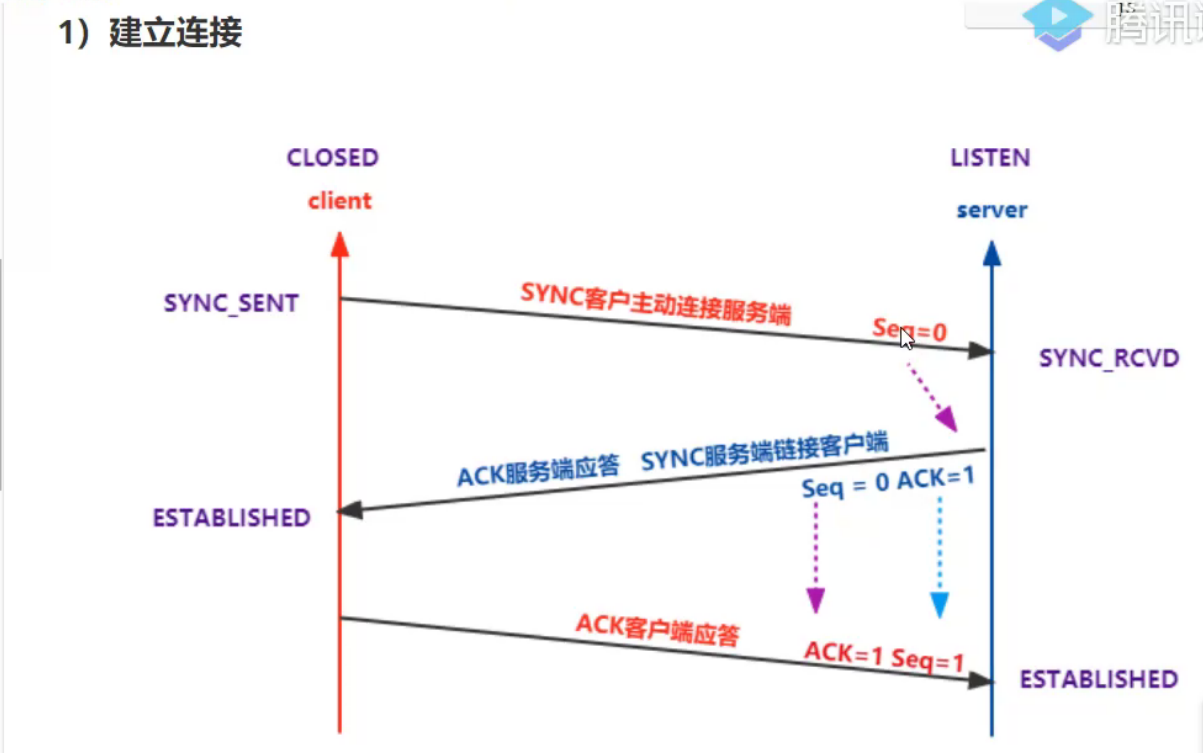 1）建立连接
腾讯
CLOSED
LISTEN
client
server
SYNC_SENT
SYNC客户主动连接服务端
Seq=0
SYNC_RCVD
ACK服务端应答 SYNC服务端链接客户端
Seq = 0 ACK=1
ESTABLISHED
ACK客户端应答
ACK=1 Seq=1
ESTABLISHED